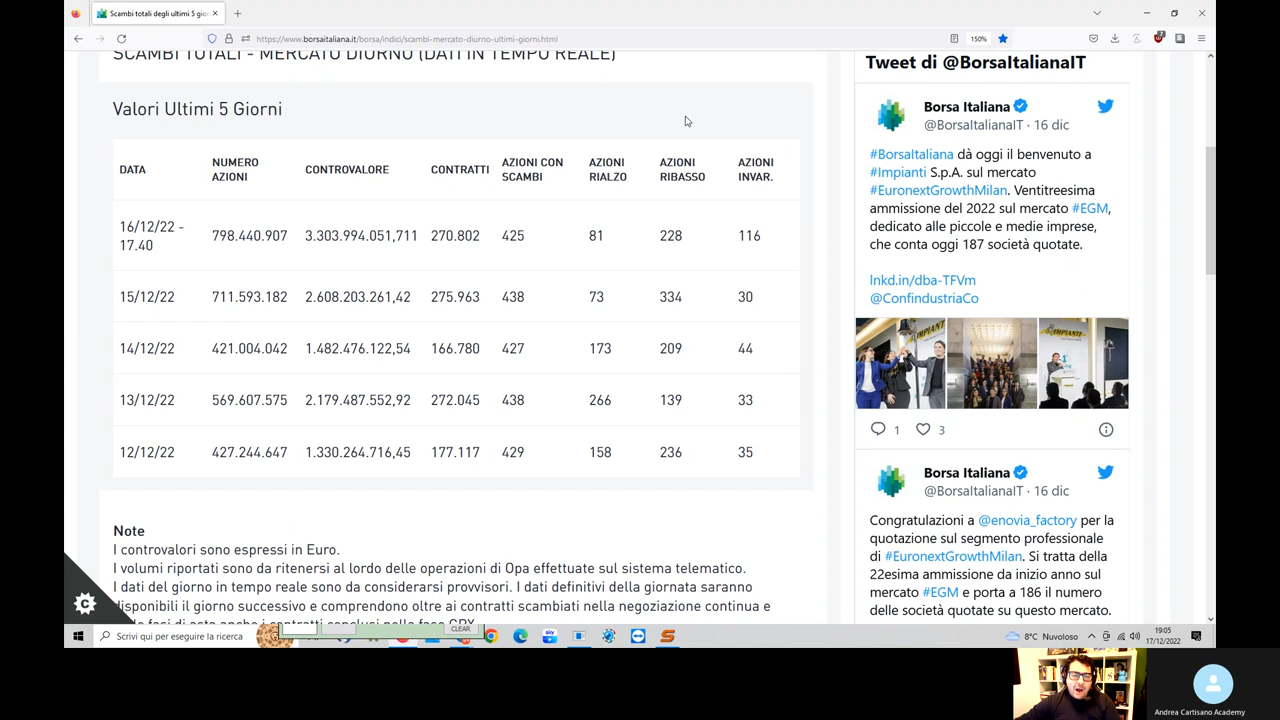 Scambi totali degli ultimi 5 gior
https://www.borsaitaliana.it/borsa/indici/scambi-mercato-diurno-ultimi-giorni.html
150%
SCAMBI TOTALI - MERCATO DIURNO (DATI IN TEMPO REALE)
Valori Ultimi 5 Giorni
DATA NUMERO AZIONI CONTROVALORE CONTRATTI AZIONI CON SCAMBI AZIONI RIALZO AZIONI RIBASSO AZIONI INVAR.
16/12/22 - 17.40 798.440.907 3.303.994.051,711 270.802 425 81 228 116
15/12/22 711.593.182 2.608.203.261,42 275.963 438 73 334 30
14/12/22 421.004.042 1.482.476.122,54 166.780 427 173 209 44
13/12/22 569.607.575 2.179.487.552,92 272.045 438 266 139 33
12/12/22 427.244.647 1.330.264.716,45 177.117 429 158 236 35
Note
I controvalori sono espressi in Euro.
I volumi riportati sono da ritenersi al lordo delle operazioni di Opa effettuate sul sistema telematico.
I dati del giorno in tempo reale sono da considerarsi provvisori. I dati definitivi della giornata saranno
disponibili il giorno successivo e comprendono oltre ai contratti scambiati nella negoziazione continua e
Tweet di @BorsaItalianaIT
Borsa Italiana
@BorsaItalianaIT · 16 dic
#BorsaItaliana dà oggi il benvenuto a
#Impianti S.p.A. sul mercato
#EuronextGrowthMilan. Ventitreesima
ammissione del 2022 sul mercato #EGM,
dedicato alle piccole e medie imprese,
che conta oggi 187 società quotate.
lnkd.in/dba-TFVm
@ConfindustriaCo
IMPIANTI
IMPIANTI
1 3
Borsa Italiana
@BorsaItalianaIT · 16 dic
Congratulazioni a @enovia_factory per la
quotazione sul segmento professionale
di #EuronextGrowthMilan. Si tratta della
22esima ammissione da inizio anno sul
mercato #EGM e porta a 186 il numero
delle società quotate su questo mercato.
CLEAR
Scrivi qui per eseguire la ricerca
sky
8°C Nuvoloso
19:05
17/12/2022
Andrea Cartisano Academy